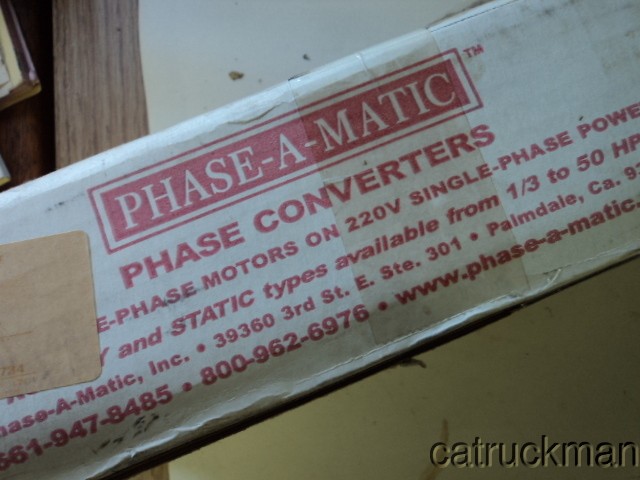 PHASE-A-MATIC™
PHASE CONVERTERS
E-PHASE MOTORS ON 220V SINGLE-PHASE POWE
Y and STATIC types available from 1/3 to 50 HP
hase-A-Matic, Inc. • 39360 3rd St. E. Ste. 301 • Palmdale, Ca. 93
661-947-8485 • 800-962-6976 • www.phase-a-matic.
catruckman